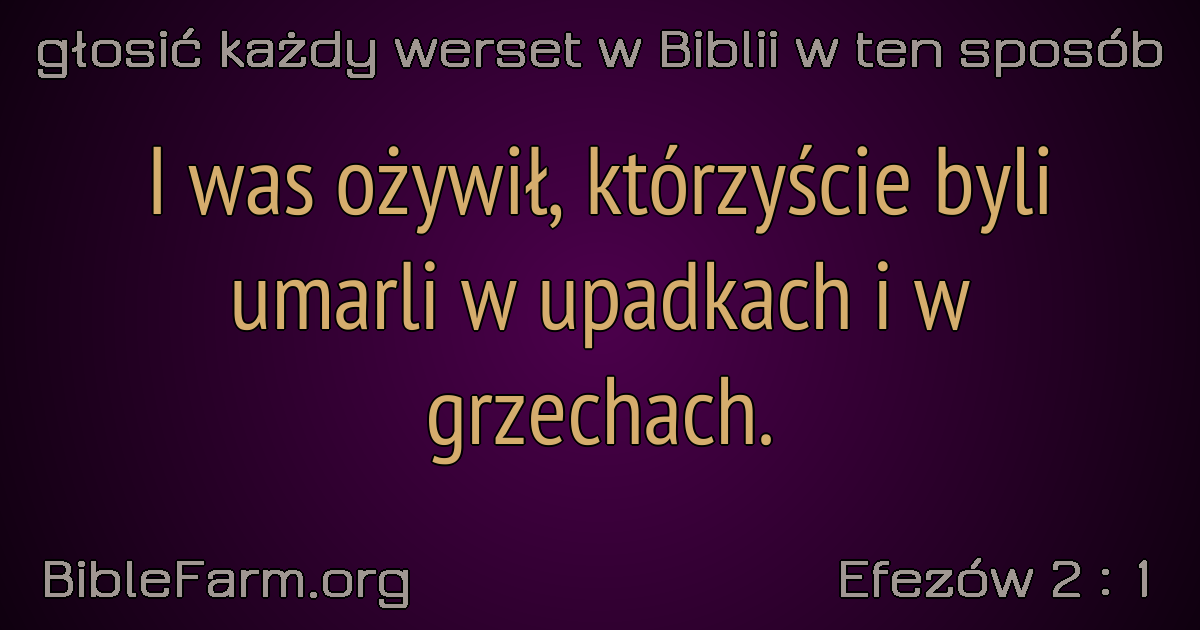 głosić każdy werset w Biblii w ten sposób
I was ożywił, którzyście byli
umarli w upadkach i w
grzechach.
BibleFarm.org
Efezów 2 : 1